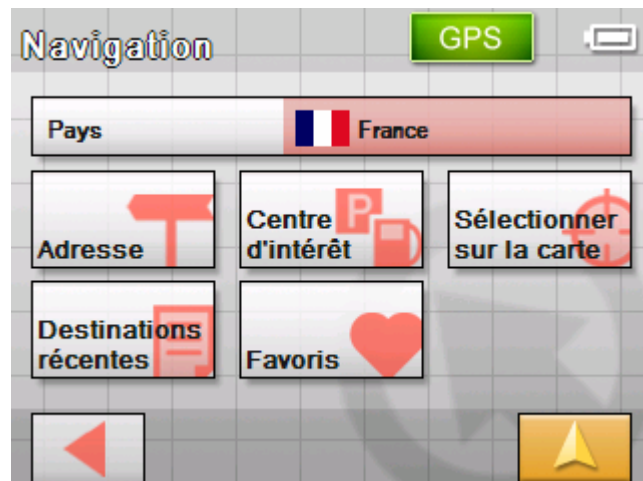 Navigation
GPS
Pays
France
Adresse
Centre
d'intérêt
P
Sélectionner
sur la carte
Destinations
récentes
Favoris